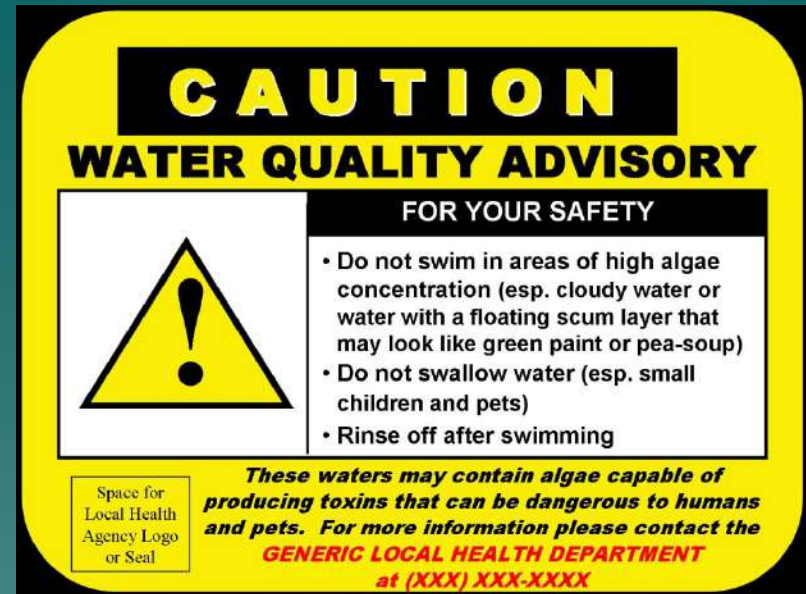 CAUTION
WATER QUALITY ADVISORY
FOR YOUR SAFETY
• Do not swim in areas of high algae
concentration (esp. cloudy water or
water with a floating scum layer that
may look like green paint or pea-soup)
• Do not swallow water (esp. small
children and pets)
• Rinse off after swimming
Space for
Local Health
Agency Logo
or Seal
These waters may contain algae capable of
producing toxins that can be dangerous to humans
and pets. For more information please contact the
GENERIC LOCAL HEALTH DEPARTMENT
at (XXX) XXX-XXXX